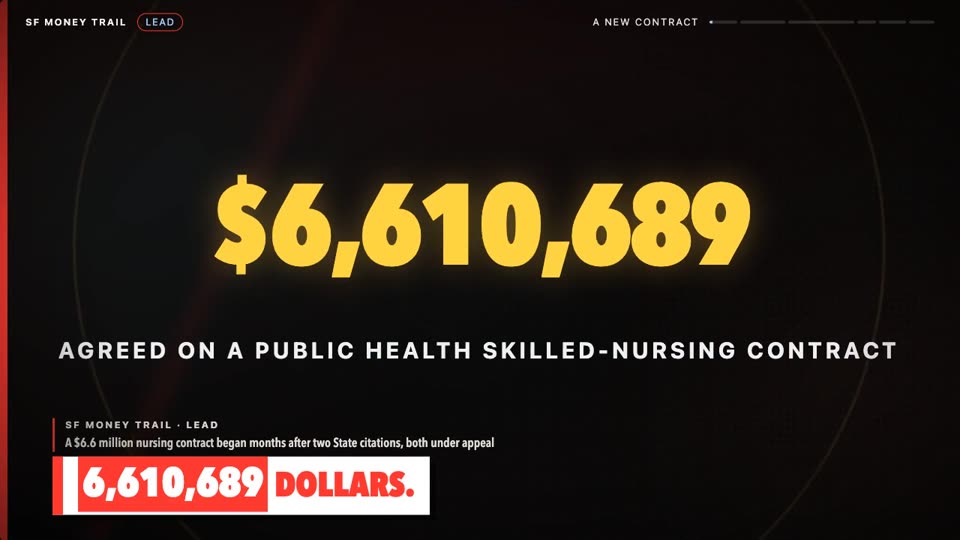 SF MONEY TRAIL LEAD
A NEW CONTRACT
$6,610,689
AGREED ON A PUBLIC HEALTH SKILLED-NURSING CONTRACT
SF MONEY TRAIL · LEAD
A $6.6 million nursing contract began months after two State citations, both under appeal
6,610,689 DOLLARS.